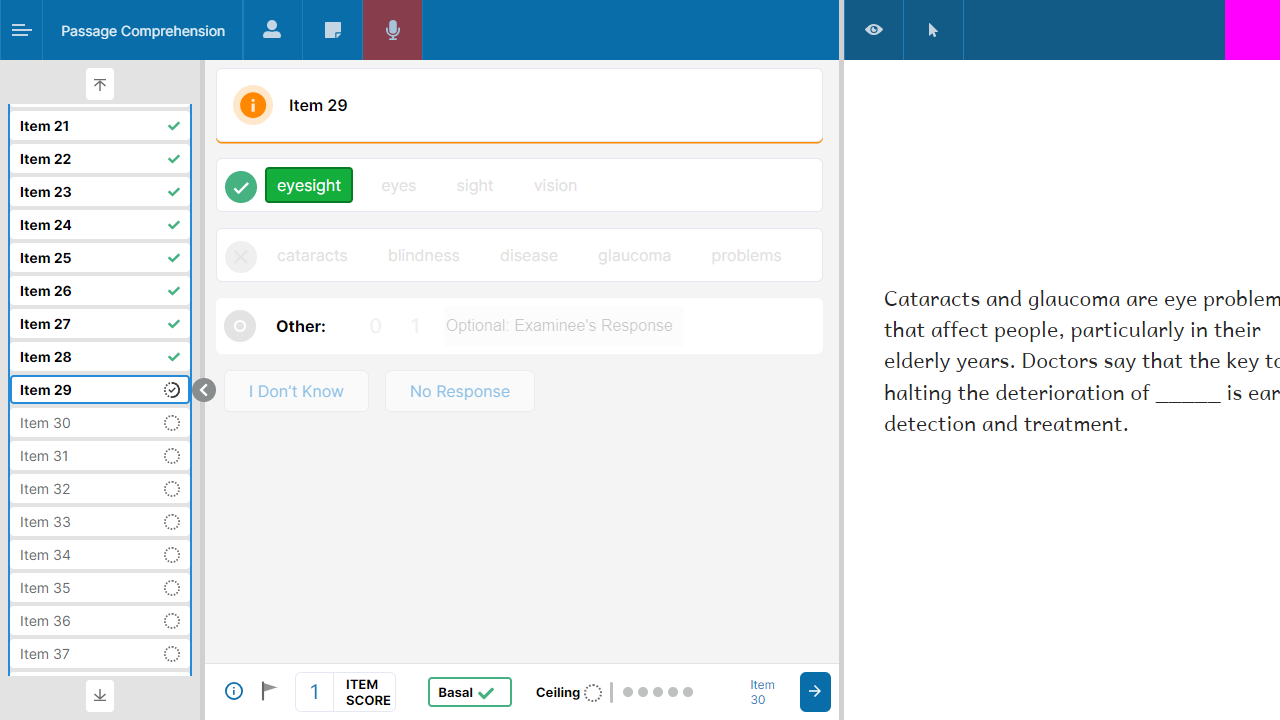 Passage Comprehension
Item 21
Item 22
Item 23
Item 24
Item 25
Item 26
Item 27
Item 28
Item 29
Item 30
Item 31
Item 32
Item 33
Item 34
Item 35
Item 36
Item 37
Item 29
eyesight eyes sight vision
cataracts blindness disease glaucoma problems
Other: 0 1 Optional: Examinee's Response
I Don't Know No Response
1 ITEM SCORE Basal Ceiling Item 30
Cataracts and glaucoma are eye problem
that affect people, particularly in their
elderly years. Doctors say that the key to
halting the deterioration of _____ is ear
detection and treatment.